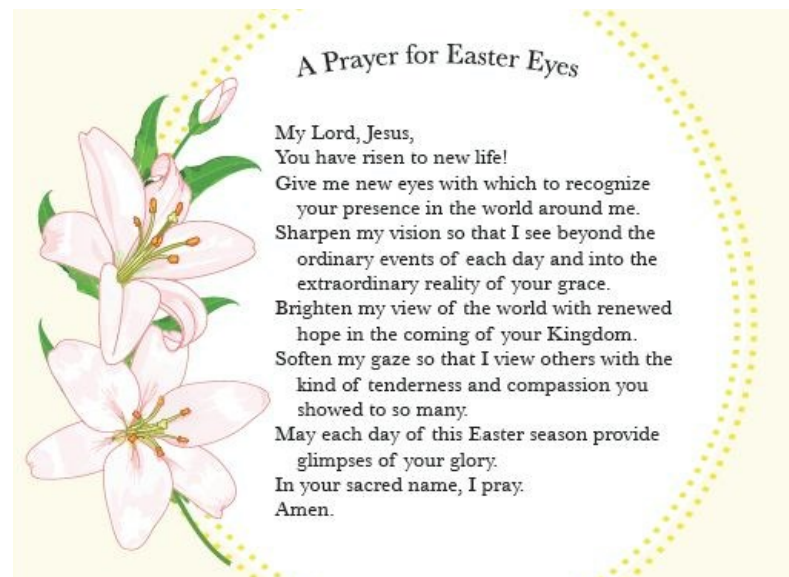 A Prayer for Easter Eyes
My Lord, Jesus,
You have risen to new life!
Give me new eyes with which to recognize
your presence in the world around me.
Sharpen my vision so that I see beyond the
ordinary events of each day and into the
extraordinary reality of your grace.
Brighten my view of the world with renewed
hope in the coming of your Kingdom.
Soften my gaze so that I view others with the
kind of tenderness and compassion you
showed to so many.
May each day of this Easter season provide
glimpses of your glory.
In your sacred name, I pray.
Amen.